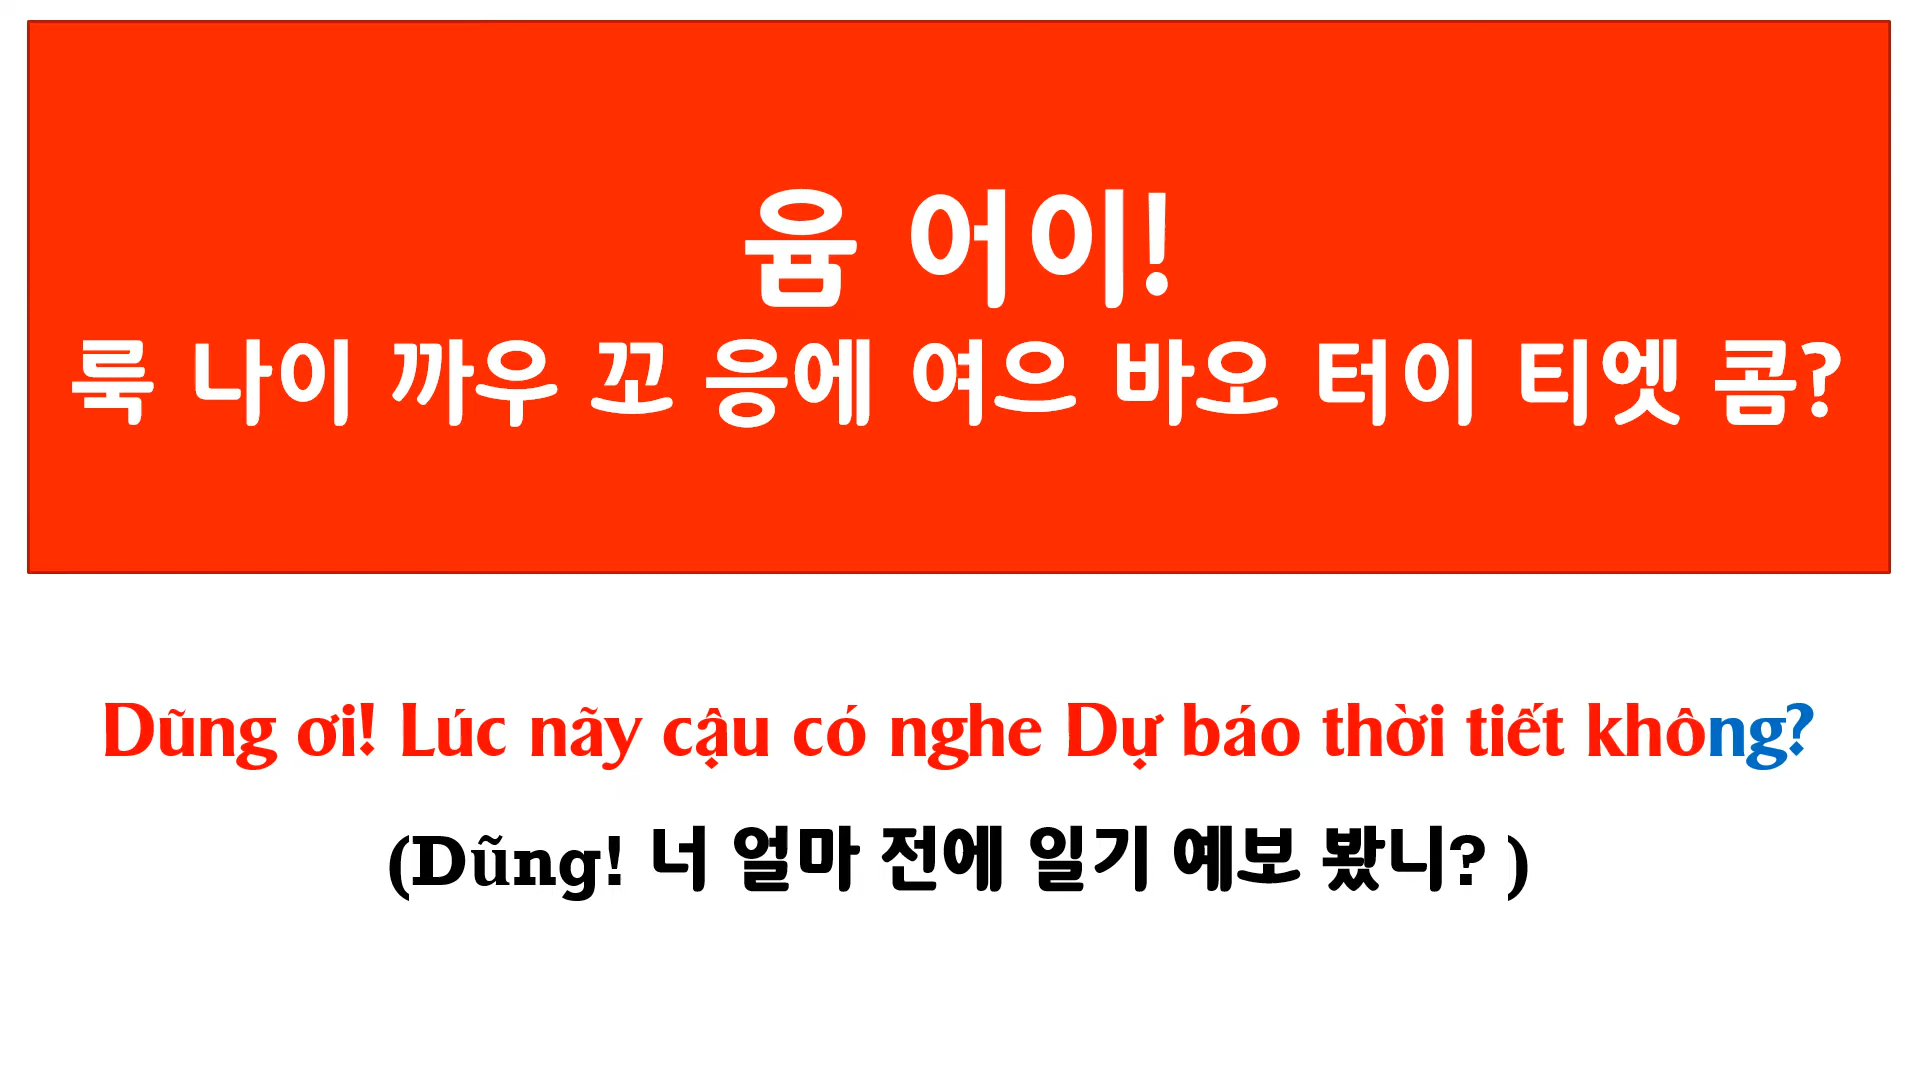 윰 어이!
룩 나이 까우 꼬 응에 여으 바오 터이 티엣 콤?
Dũng ơi! Lúc nãy cậu có nghe Dự báo thời tiết không?
(Dũng! 너 얼마 전에 일기 예보 봤니? )